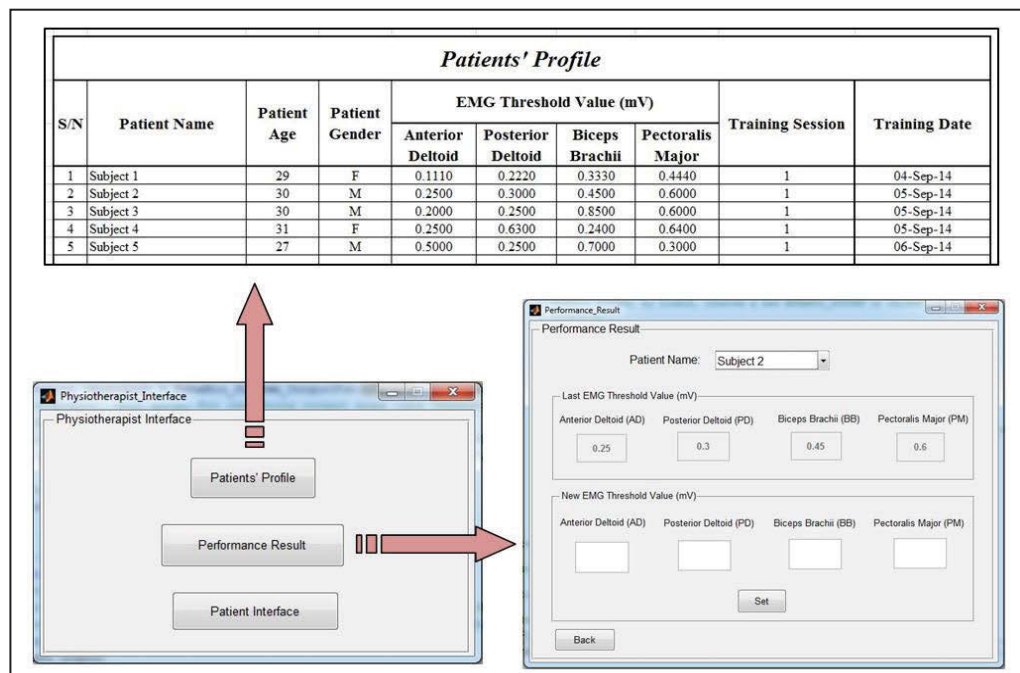 Patients' Profile
S/N Patient Name Patient Age Patient Gender EMG Threshold Value (mV) Training Session Training Date
Anterior Deltoid Posterior Deltoid Biceps Brachii Pectoralis Major
1 Subject 1 29 F 0.1110 0.2220 0.3330 0.4440 1 04-Sep-14
2 Subject 2 30 M 0.2500 0.3000 0.4500 0.6000 1 05-Sep-14
3 Subject 3 30 M 0.2000 0.2500 0.8500 0.6000 1 05-Sep-14
4 Subject 4 31 F 0.2500 0.6300 0.2400 0.6400 1 05-Sep-14
5 Subject 5 27 M 0.5000 0.2500 0.7000 0.3000 1 06-Sep-14
Physiotherapist_Interface
Physiotherapist Interface
Patients' Profile
Performance Result
Patient Interface
Performance_Result
Performance Result
Patient Name: Subject 2
Last EMG Threshold Value (mV)
Anterior Deltoid (AD) Posterior Deltoid (PD) Biceps Brachii (BB) Pectoralis Major (PM)
0.25 0.3 0.45 0.6
New EMG Threshold Value (mV)
Anterior Deltoid (AD) Posterior Deltoid (PD) Biceps Brachii (BB) Pectoralis Major (PM)
Set
Back